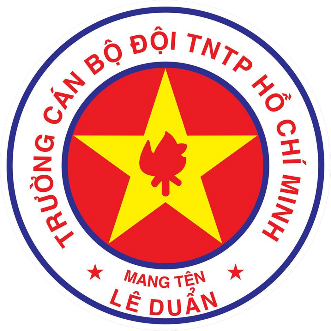 TRƯỜNG CÁN BỘ ĐỘI TNTP HỒ CHÍ MINH
MANG TÊN
LÊ DUẨN